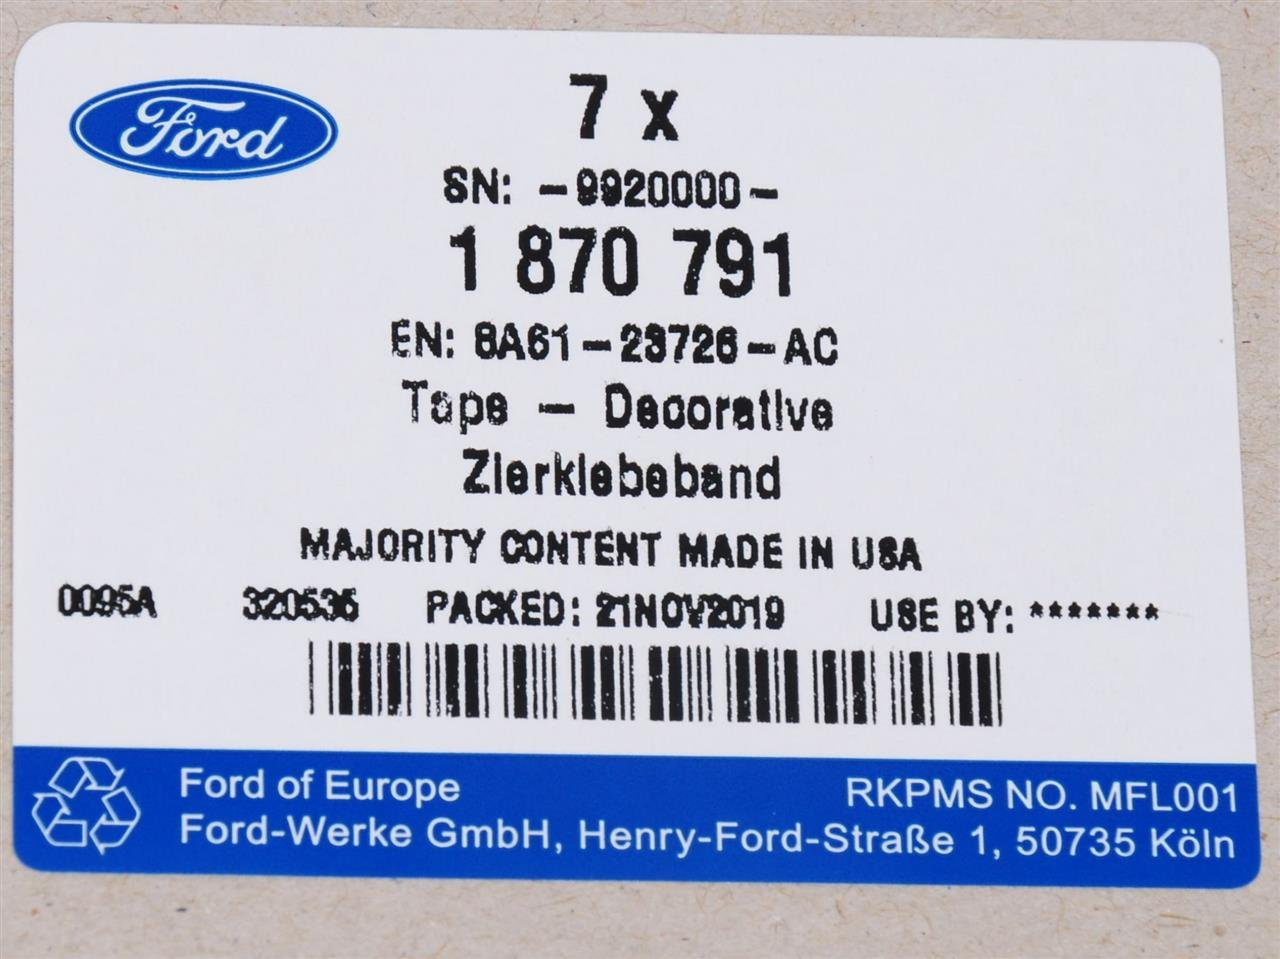 Ford
7 x
SN: -9920000-
1 870 791
EN: 8A61-23726-AC
Tape - Decorative
Zierklebeband
MAJORITY CONTENT MADE IN USA
0095A 320536 PACKED: 21NOV2019 USE BY: *******
Ford of Europe RKPMS NO. MFL001
Ford-Werke GmbH, Henry-Ford-Straße 1, 50735 Köln